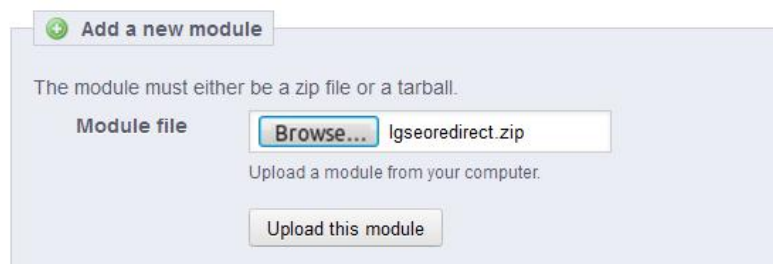 Add a new module
The module must either be a zip file or a tarball.
Module file
Browse... lgseoredirect.zip
Upload a module from your computer.
Upload this module